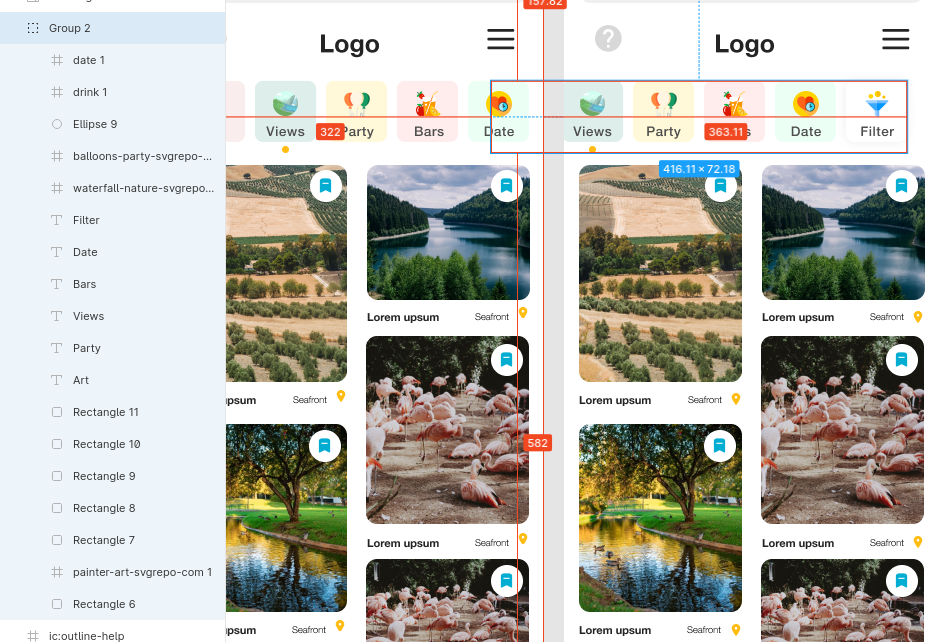 157.82
Group 2
Logo
Logo
date 1
drink 1
Ellipse 9
Views
322
Party
Bars
Date
Views
Party
363.11
s
Date
Filter
balloons-party-svgrepo-...
416.11 × 72.18
waterfall-nature-svgrepo...
Filter
Date
Bars
Views
Lorem upsum
Seafront
Lorem upsum
Seafront
Party
Art
Rectangle 11
psum
Seafront
Lorem upsum
Seafront
Rectangle 10
582
Rectangle 9
Rectangle 8
Rectangle 7
Lorem upsum
Seafront
Lorem upsum
Seafront
painter-art-svgrepo-com 1
Rectangle 6
psum
Seafront
Lorem upsum
Seafront
ic:outline-help